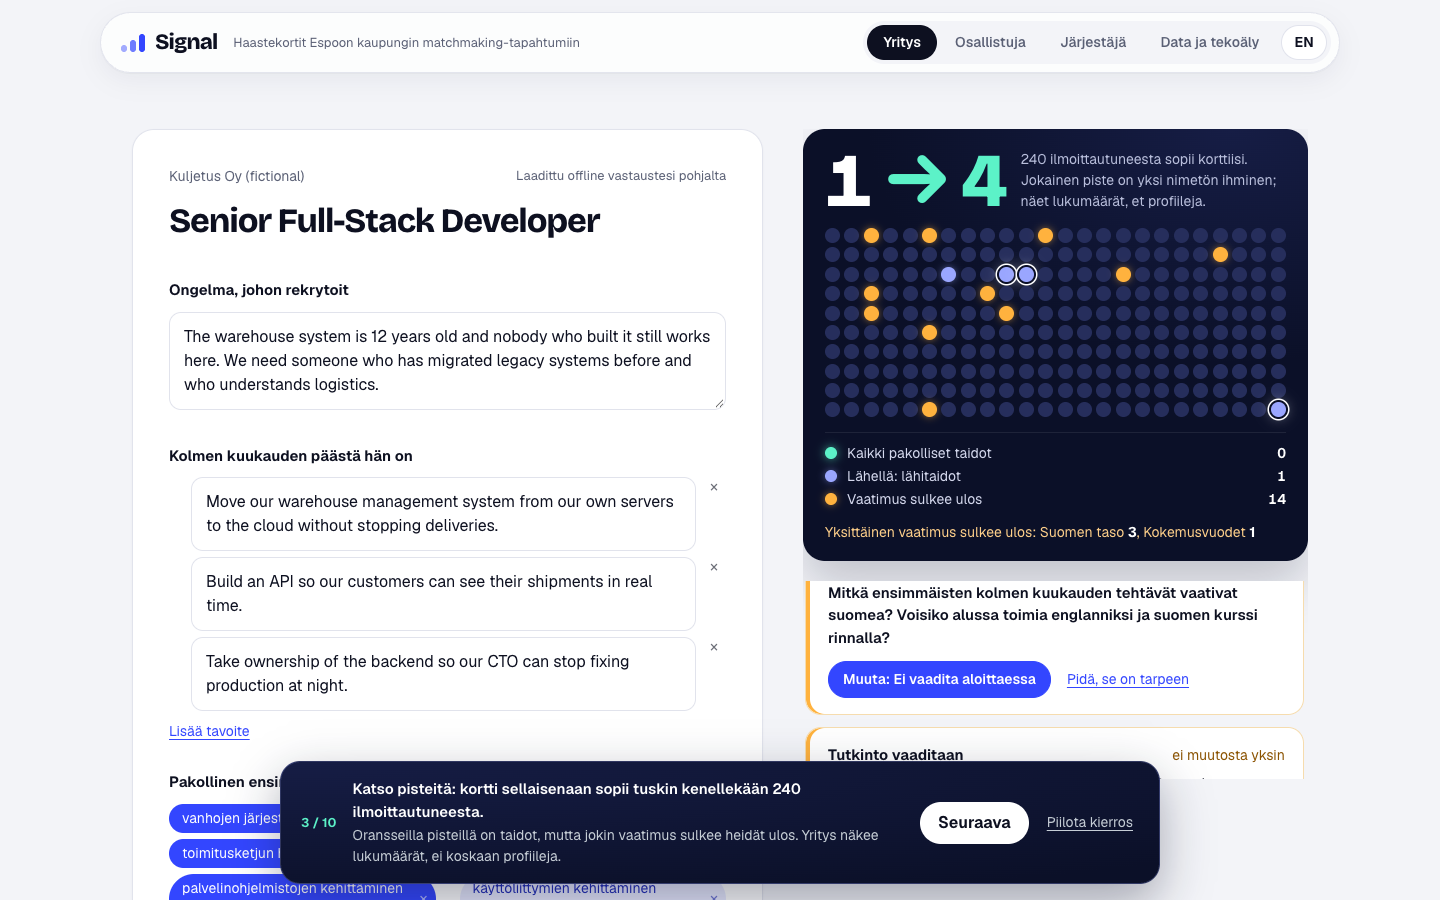 Signal
Haastekortit Espoon kaupungin matchmaking-tapahtumiin
Yritys
Osallistuja
Järjestäjä
Data ja tekoäly
EN
Kuljetus Oy (fictional)
Laadittu offline vastaustesi pohjalta
Senior Full-Stack Developer
Ongelma, johon rekrytoit
The warehouse system is 12 years old and nobody who built it still works
here. We need someone who has migrated legacy systems before and
who understands logistics.
Kolmen kuukauden päästä hän on
Move our warehouse management system from our own servers
to the cloud without stopping deliveries.
×
Build an API so our customers can see their shipments in real
time.
×
Take ownership of the backend so our CTO can stop fixing
production at night.
×
Lisää tavoite
Pakollinen
vanhojen
toimitusketjun
palvelinohjelmistojen kehittäminen
×
käyttöliittymien kehittäminen
×
1 → 4
240 ilmoittautuneesta sopii korttiisi.
Jokainen piste on yksi nimetön ihminen;
näet lukumäärät, et profiileja.
Kaikki pakolliset taidot 0
Lähellä: lähitaidot 1
Vaatimus sulkee ulos 14
Yksittäinen vaatimus sulkee ulos: Suomen taso 3, Kokemusvuodet 1
Mitkä ensimmäisten kolmen kuukauden tehtävät vaativat
suomea? Voisiko alussa toimia englanniksi ja suomen kurssi
rinnalla?
Muuta: Ei vaadita aloittaessa
Pidä, se on tarpeen
Tutkinto vaaditaan
ei muutosta yksin
3 / 10
Katso pisteitä: kortti sellaisenaan sopii tuskin kenellekään 240
ilmoittautuneesta.
Oransseilla pisteillä on taidot, mutta jokin vaatimus sulkee heidät ulos. Yritys näkee
lukumäärät, ei koskaan profiileja.
Seuraava
Piilota kierros